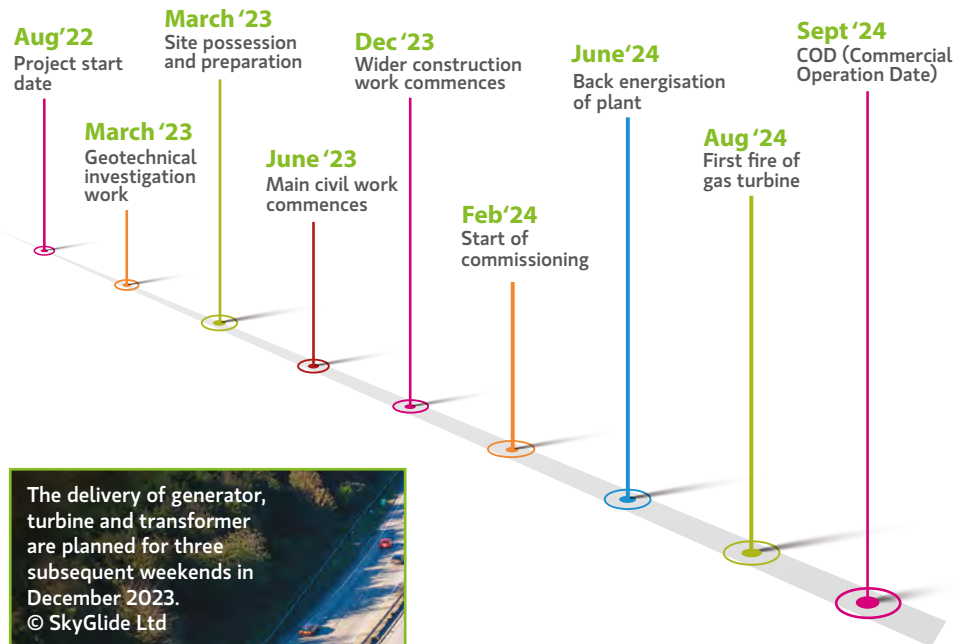 Aug’22
Project start
date
March ‘23
Geotechnical
investigation
work
March ‘23
Site possession
and preparation
June ‘23
Main civil work
commences
Dec ‘23
Wider construction
work commences
Feb‘24
Start of
commissioning
June‘24
Back energisation
of plant
Aug ‘24
First fire of
gas turbine
Sept ‘24
COD (Commercial
Operation Date)
The delivery of generator,
turbine and transformer
are planned for three
subsequent weekends in
December 2023.
© SkyGlide Ltd